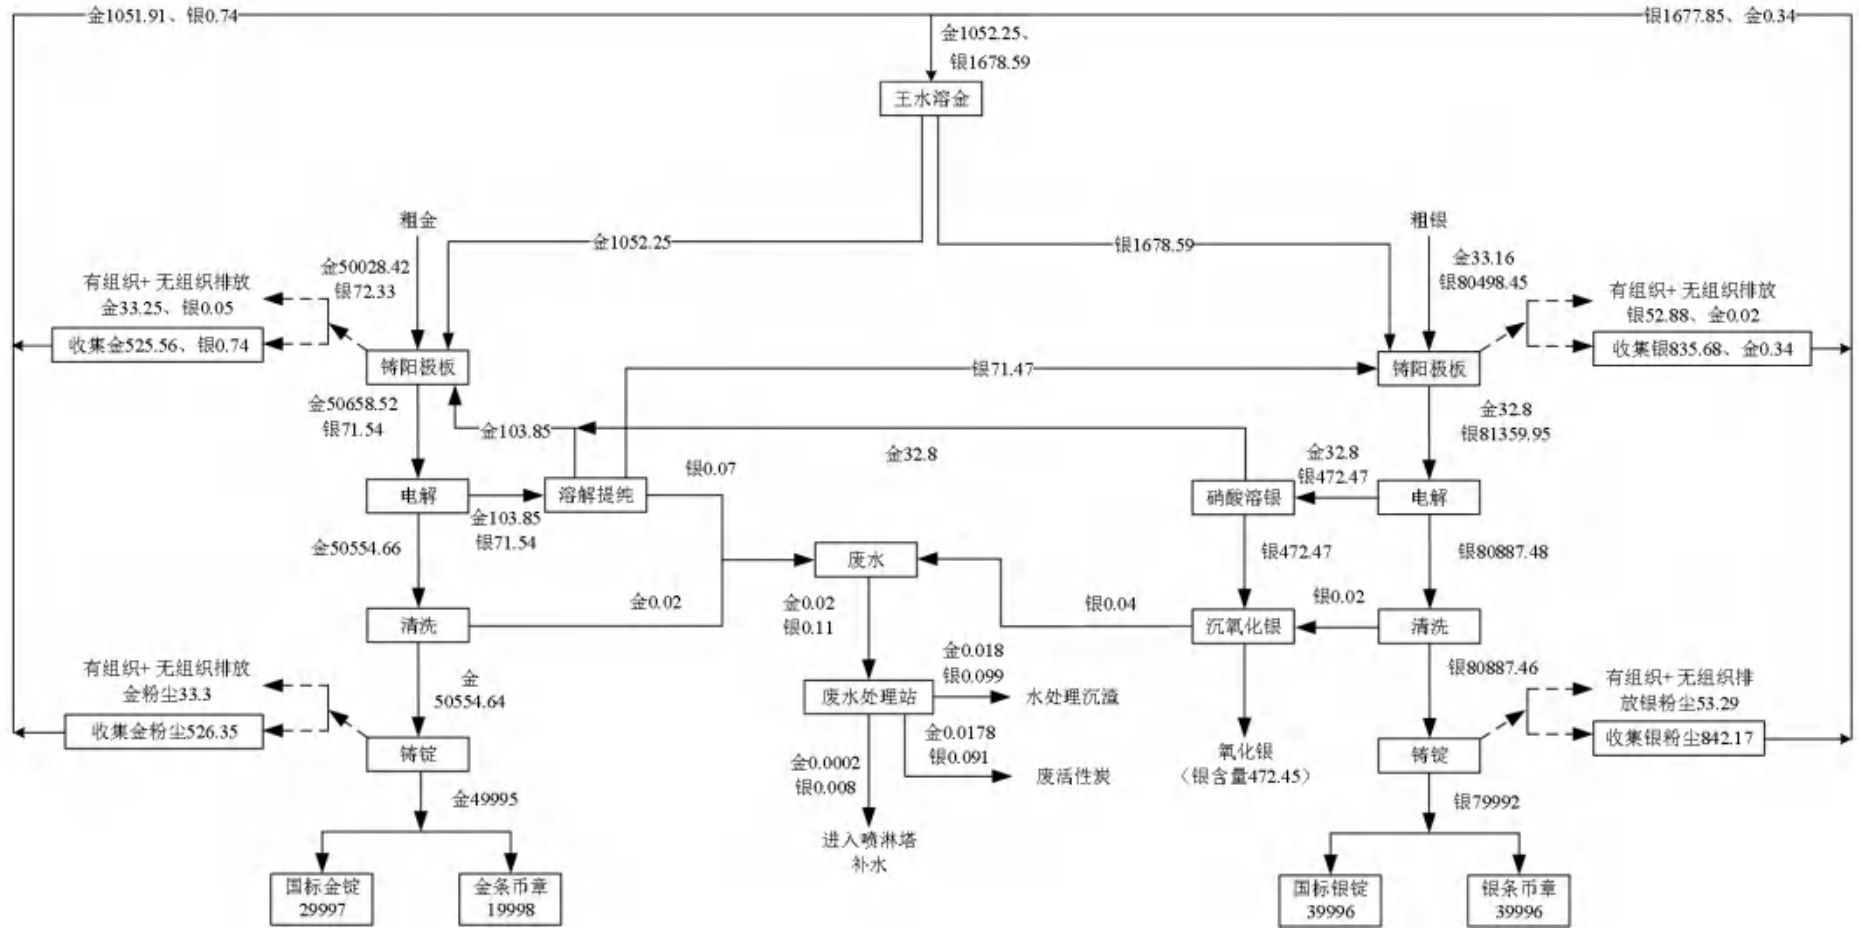 金1051.91、银0.74
银1677.85、金0.34
金1052.25、
银1678.59
王水溶金
粗金
粗银
金1052.25
银1678.59
金50028.42
银72.33
金33.16
银80498.45
有组织+ 无组织排放
金33.25、银0.05
收集金525.56、银0.74
有组织+ 无组织排放
银52.88、金0.02
收集银835.68、金0.34
铸阳极板
铸阳极板
银71.47
金50658.52
银71.54
金32.8
银81359.95
金103.85
金32.8
银0.07
金32.8
银472.47
电解
溶解提纯
硝酸溶银
电解
金103.85
银71.54
金50554.66
废水
银472.47
银80887.48
金0.02
金0.02
银0.11
银0.04
银0.02
清洗
沉氧化银
清洗
金0.018
银0.099
有组织+ 无组织排放
金粉尘33.3
收集金粉尘526.35
金
50554.64
废水处理站
水处理沉渣
银80887.46
有组织+ 无组织排
放银粉尘53.29
收集银粉尘842.17
铸锭
金0.0178
银0.091
金0.0002
银0.008
废活性炭
氧化银
（银含量472.45）
铸锭
金49995
银79992
进入喷淋塔
补水
国标金锭
29997
金条币章
19998
国标银锭
39996
银条币章
39996